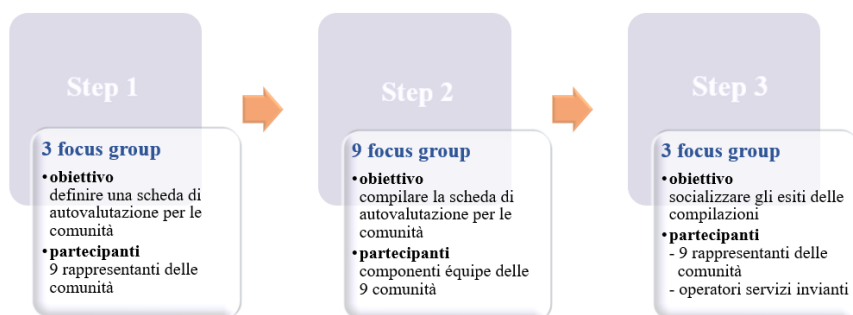 Step 1
3 focus group
•obiettivo
definire una scheda di
autovalutazione per le
comunità
•partecipanti
9 rappresentanti delle
comunità
Step 2
9 focus group
•obiettivo
compilare la scheda di
autovalutazione per le
comunità
•partecipanti
componenti équipe delle
9 comunità
Step 3
3 focus group
•obiettivo
socializzare gli esiti delle
compilazioni
•partecipanti
- 9 rappresentanti delle
comunità
- operatori servizi invianti